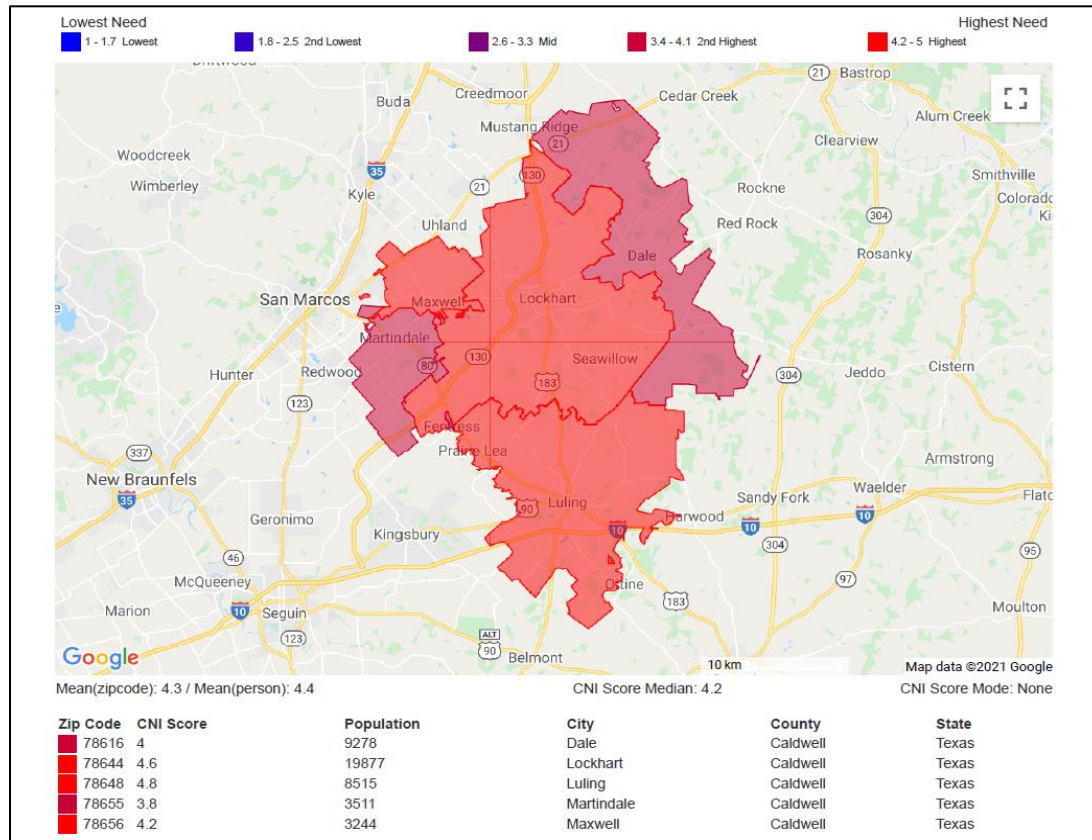 Lowest Need Highest Need
1 - 1.7 Lowest 1.8 - 2.5 2nd Lowest 2.6 - 3.3 Mid 3.4 - 4.1 2nd Highest 4.2 - 5 Highest
Driftwood
21 Bastrop
Creedmoor
Cedar Creek
Buda
Alum Creek
Mustang Ridge
21
Clearview
Woodcreek
35
Smithville
130
Wimberley
Kyle
21
Rockne
Colorado
304
Uhland
Red Rock
Rosanky
Dale
San Marcos
Maxwell
Lockhart
Martindale
130
Seawillow
80
Redwood
Hunter
304
Jeddo
Cistern
183
123
Fentress
Prairie Lea
337
Armstrong
New Braunfels
35
Sandy Fork
Waelder
Luling
90
Harwood
10
10
10
Flato
Geronimo
Kingsbury
304
95
46
Ottine
97
McQueeney
183
10
Seguin
Moulton
Marion
123
ALT
90
Belmont
Google
10 km
Map data ©2021 Google
Mean(zipcode): 4.3 / Mean(person): 4.4 CNI Score Median: 4.2 CNI Score Mode: None
Zip Code CNI Score Population City County State
78616 4 9278 Dale Caldwell Texas
78644 4.6 19877 Lockhart Caldwell Texas
78648 4.8 8515 Luling Caldwell Texas
78655 3.8 3511 Martindale Caldwell Texas
78656 4.2 3244 Maxwell Caldwell Texas